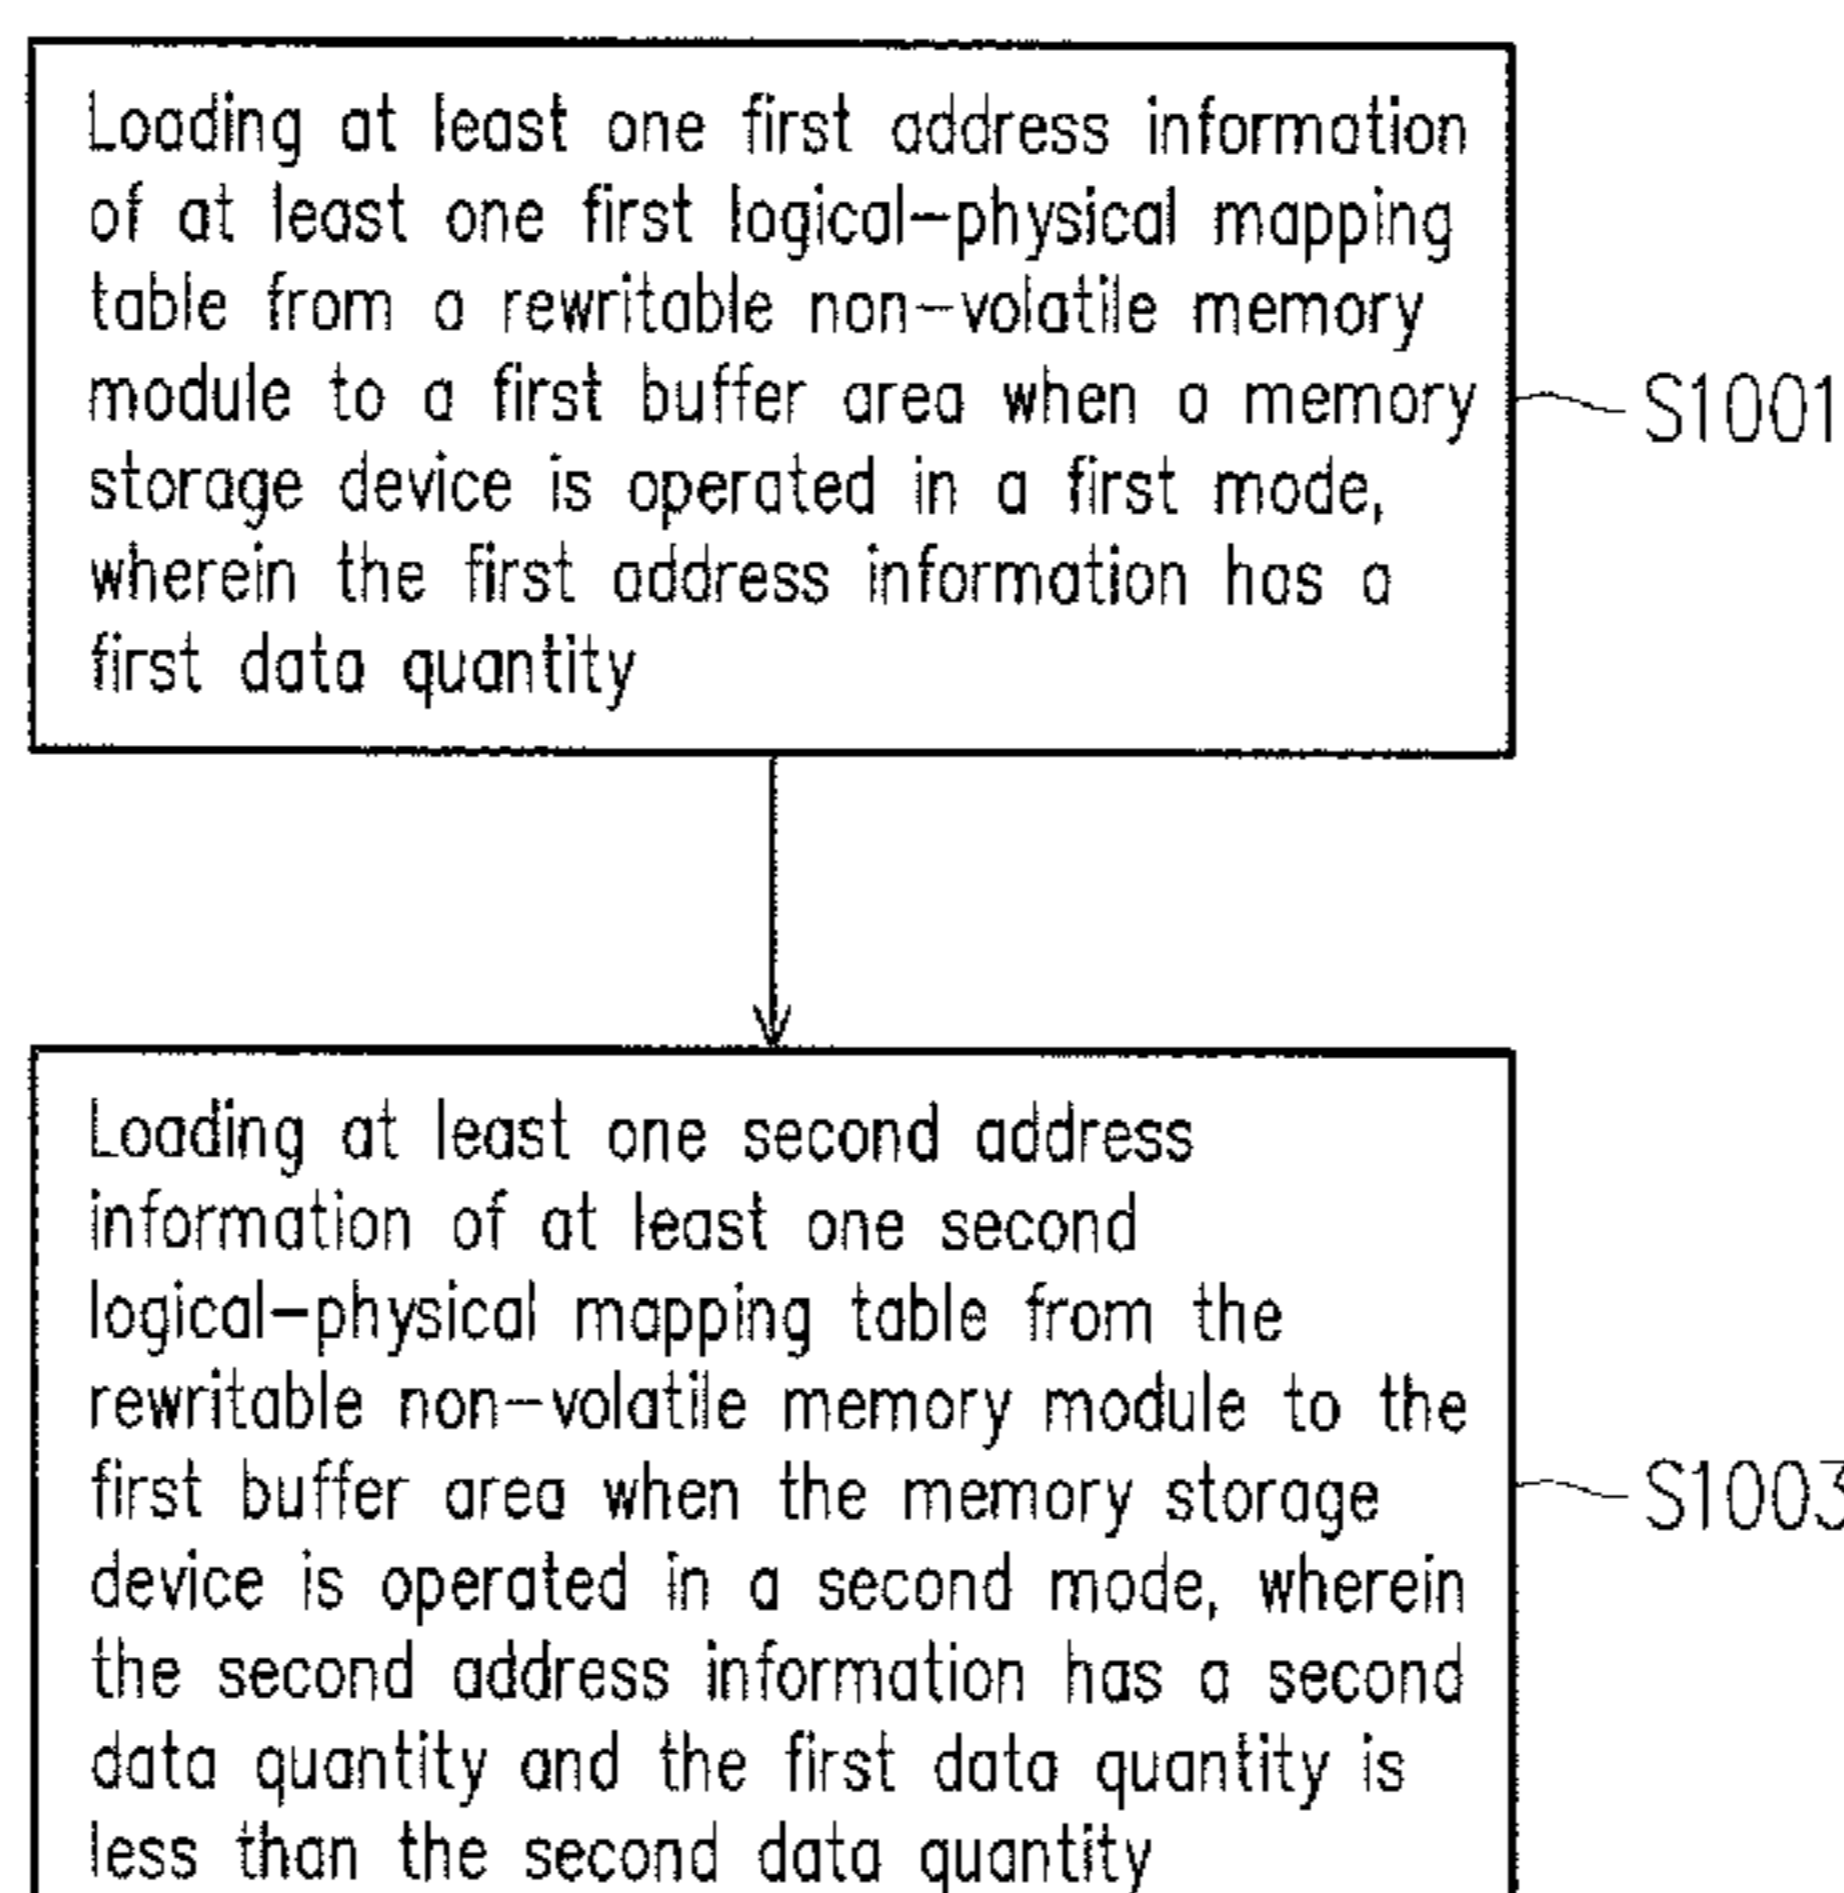 Loading at least one first address information
of at least one first logical-physical mapping
table from a rewritable non-volatile memory
module to a first buffer area when a memory
storage device is operated in a first mode,
wherein the first address information has a
first data quantity
S1001
Loading at least one second address
information of at least one second
logical-physical mapping table from the
rewritable non-volatile memory module to the
first buffer area when the memory storage
device is operated in a second mode, wherein
the second address information has a second
data quantity and the first data quantity is
less than the second data quantity
S1003